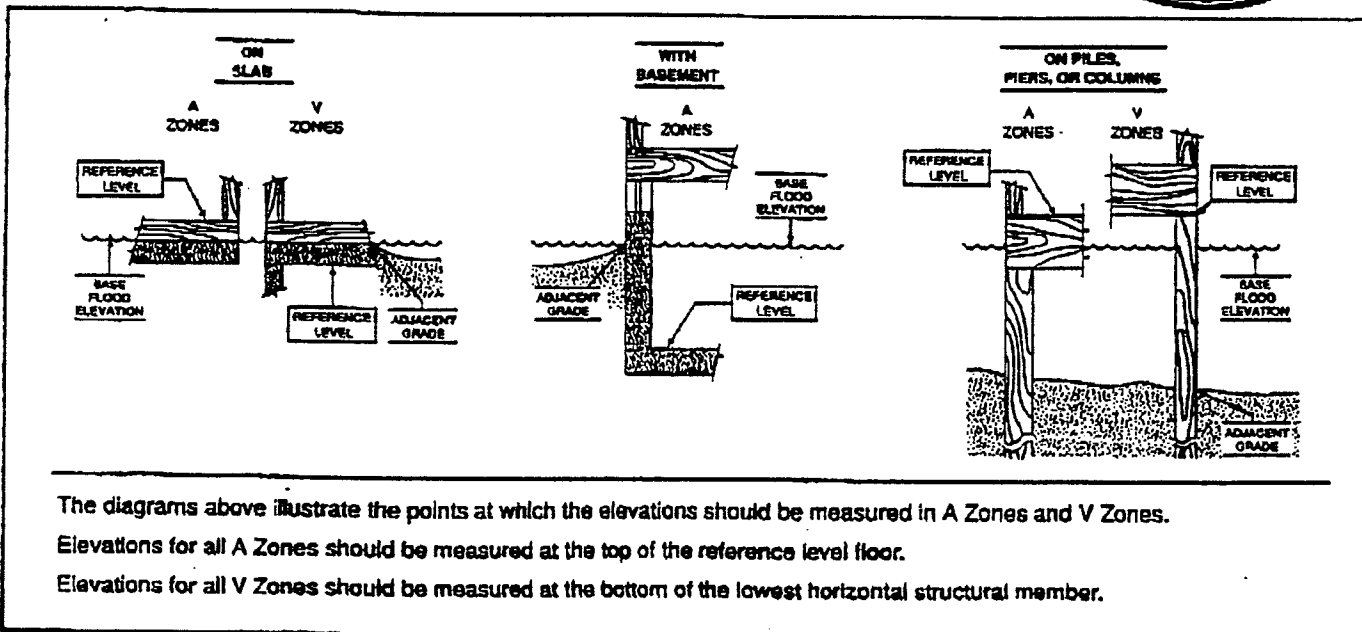 ON
SLAB
A
ZONES
V
ZONES
REFERENCE
LEVEL
BASE
FLOOD
ELEVATION
REFERENCE
LEVEL
ADJACENT
GRADE
WITH
BASEMENT
A
ZONES
BASE
FLOOD
ELEVATION
ADJACENT
GRADE
REFERENCE
LEVEL
ON PILES,
PIERS, OR COLUMNS
A
ZONES
V
ZONES
REFERENCE
LEVEL
REFERENCE
LEVEL
BASE
FLOOD
ELEVATION
ADJACENT
GRADE
The diagrams above illustrate the points at which the elevations should be measured in A Zones and V Zones.
Elevations for all A Zones should be measured at the top of the reference level floor.
Elevations for all V Zones should be measured at the bottom of the lowest horizontal structural member.